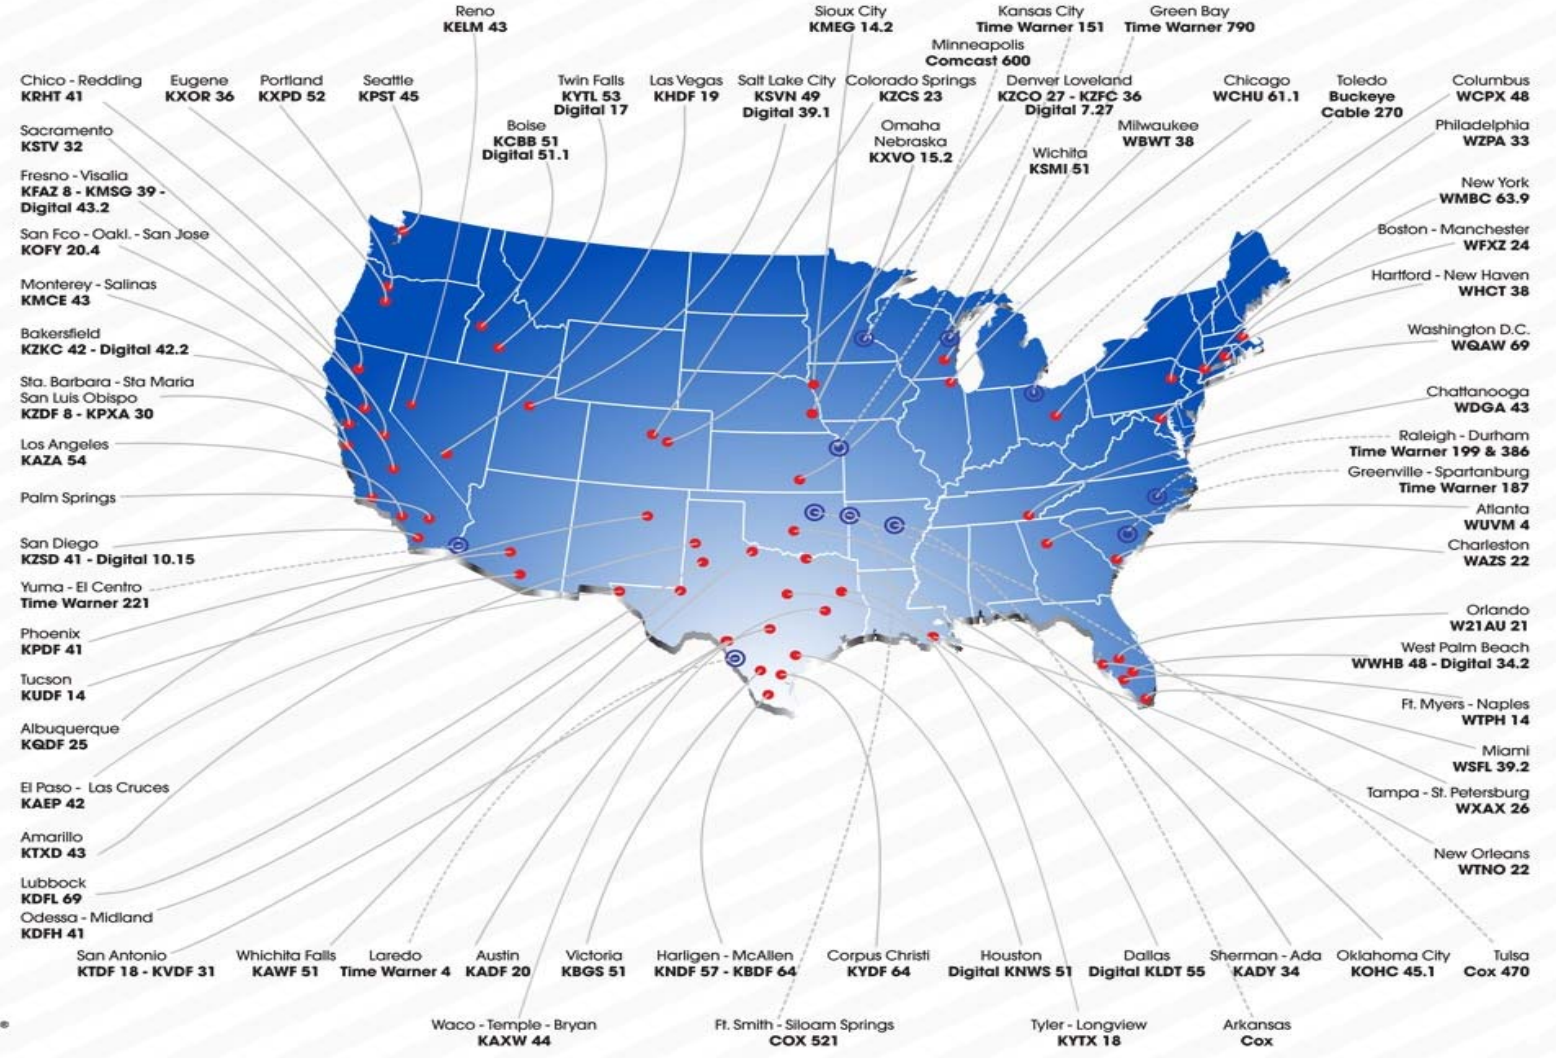 Reno
KELM 43
Sioux City
KMEG 14.2
Kansas City
Time Warner 151
Green Bay
Time Warner 790
Minneapolis
Comcast 600
Chico - Redding
KRHT 41
Eugene
KXOR 36
Portland
KXPD 52
Seattle
KPST 45
Twin Falls
KYTL 53
Digital 17
Las Vegas
KHDF 19
Salt Lake City
KSVN 49
Digital 39.1
Colorado Springs
KZCS 23
Denver Loveland
KZCO 27 - KZFC 36
Digital 7.27
Chicago
WCHU 61.1
Toledo
Buckeye
Cable 270
Columbus
WCPX 48
Boise
KCBB 51
Digital 51.1
Omaha
Nebraska
KXVO 15.2
Wichita
KSMI 51
Milwaukee
WBWT 38
Philadelphia
WZPA 33
Sacramento
KSTV 32
Fresno - Visalia
KFAZ 8 - KMSG 39 -
Digital 43.2
San Fco - Oakl. - San Jose
KOFY 20.4
Monterey - Salinas
KMCE 43
Bakersfield
KZKC 42 - Digital 42.2
Sta. Barbara - Sta Maria
San Luis Obispo
KZDF 8 - KPXA 30
Los Angeles
KAZA 54
Palm Springs
San Diego
KZSD 41 - Digital 10.15
Yuma - El Centro
Time Warner 221
Phoenix
KPDF 41
Tucson
KUDF 14
Albuquerque
KQDF 25
El Paso - Las Cruces
KAEP 42
Amarillo
KTXD 43
Lubbock
KDFL 69
Odessa - Midland
KDFH 41
New York
WMBC 63.9
Boston - Manchester
WFXZ 24
Hartford - New Haven
WHCT 38
Washington D.C.
WQAW 69
Chattanooga
WDGA 43
Raleigh - Durham
Time Warner 199 & 386
Greenville - Spartanburg
Time Warner 187
Atlanta
WUVM 4
Charleston
WAZS 22
Orlando
W21AU 21
West Palm Beach
WWHB 48 - Digital 34.2
Ft. Myers - Naples
WTPH 14
Miami
WSFL 39.2
Tampa - St. Petersburg
WXAX 26
New Orleans
WTNO 22
San Antonio
KTDF 18 - KVDF 31
Whichita Falls
KAWF 51
Laredo
Time Warner 4
Austin
KADF 20
Victoria
KBGS 51
Harligen - McAllen
KNDF 57 - KBDF 64
Corpus Christi
KYDF 64
Houston
Digital KNWS 51
Dallas
Digital KLDT 55
Sherman - Ada
KADY 34
Oklahoma City
KOHC 45.1
Tulsa
Cox 470
®
Waco - Temple - Bryan
KAXW 44
Ft. Smith - Siloam Springs
COX 521
Tyler - Longview
KYTX 18
Arkansas
Cox